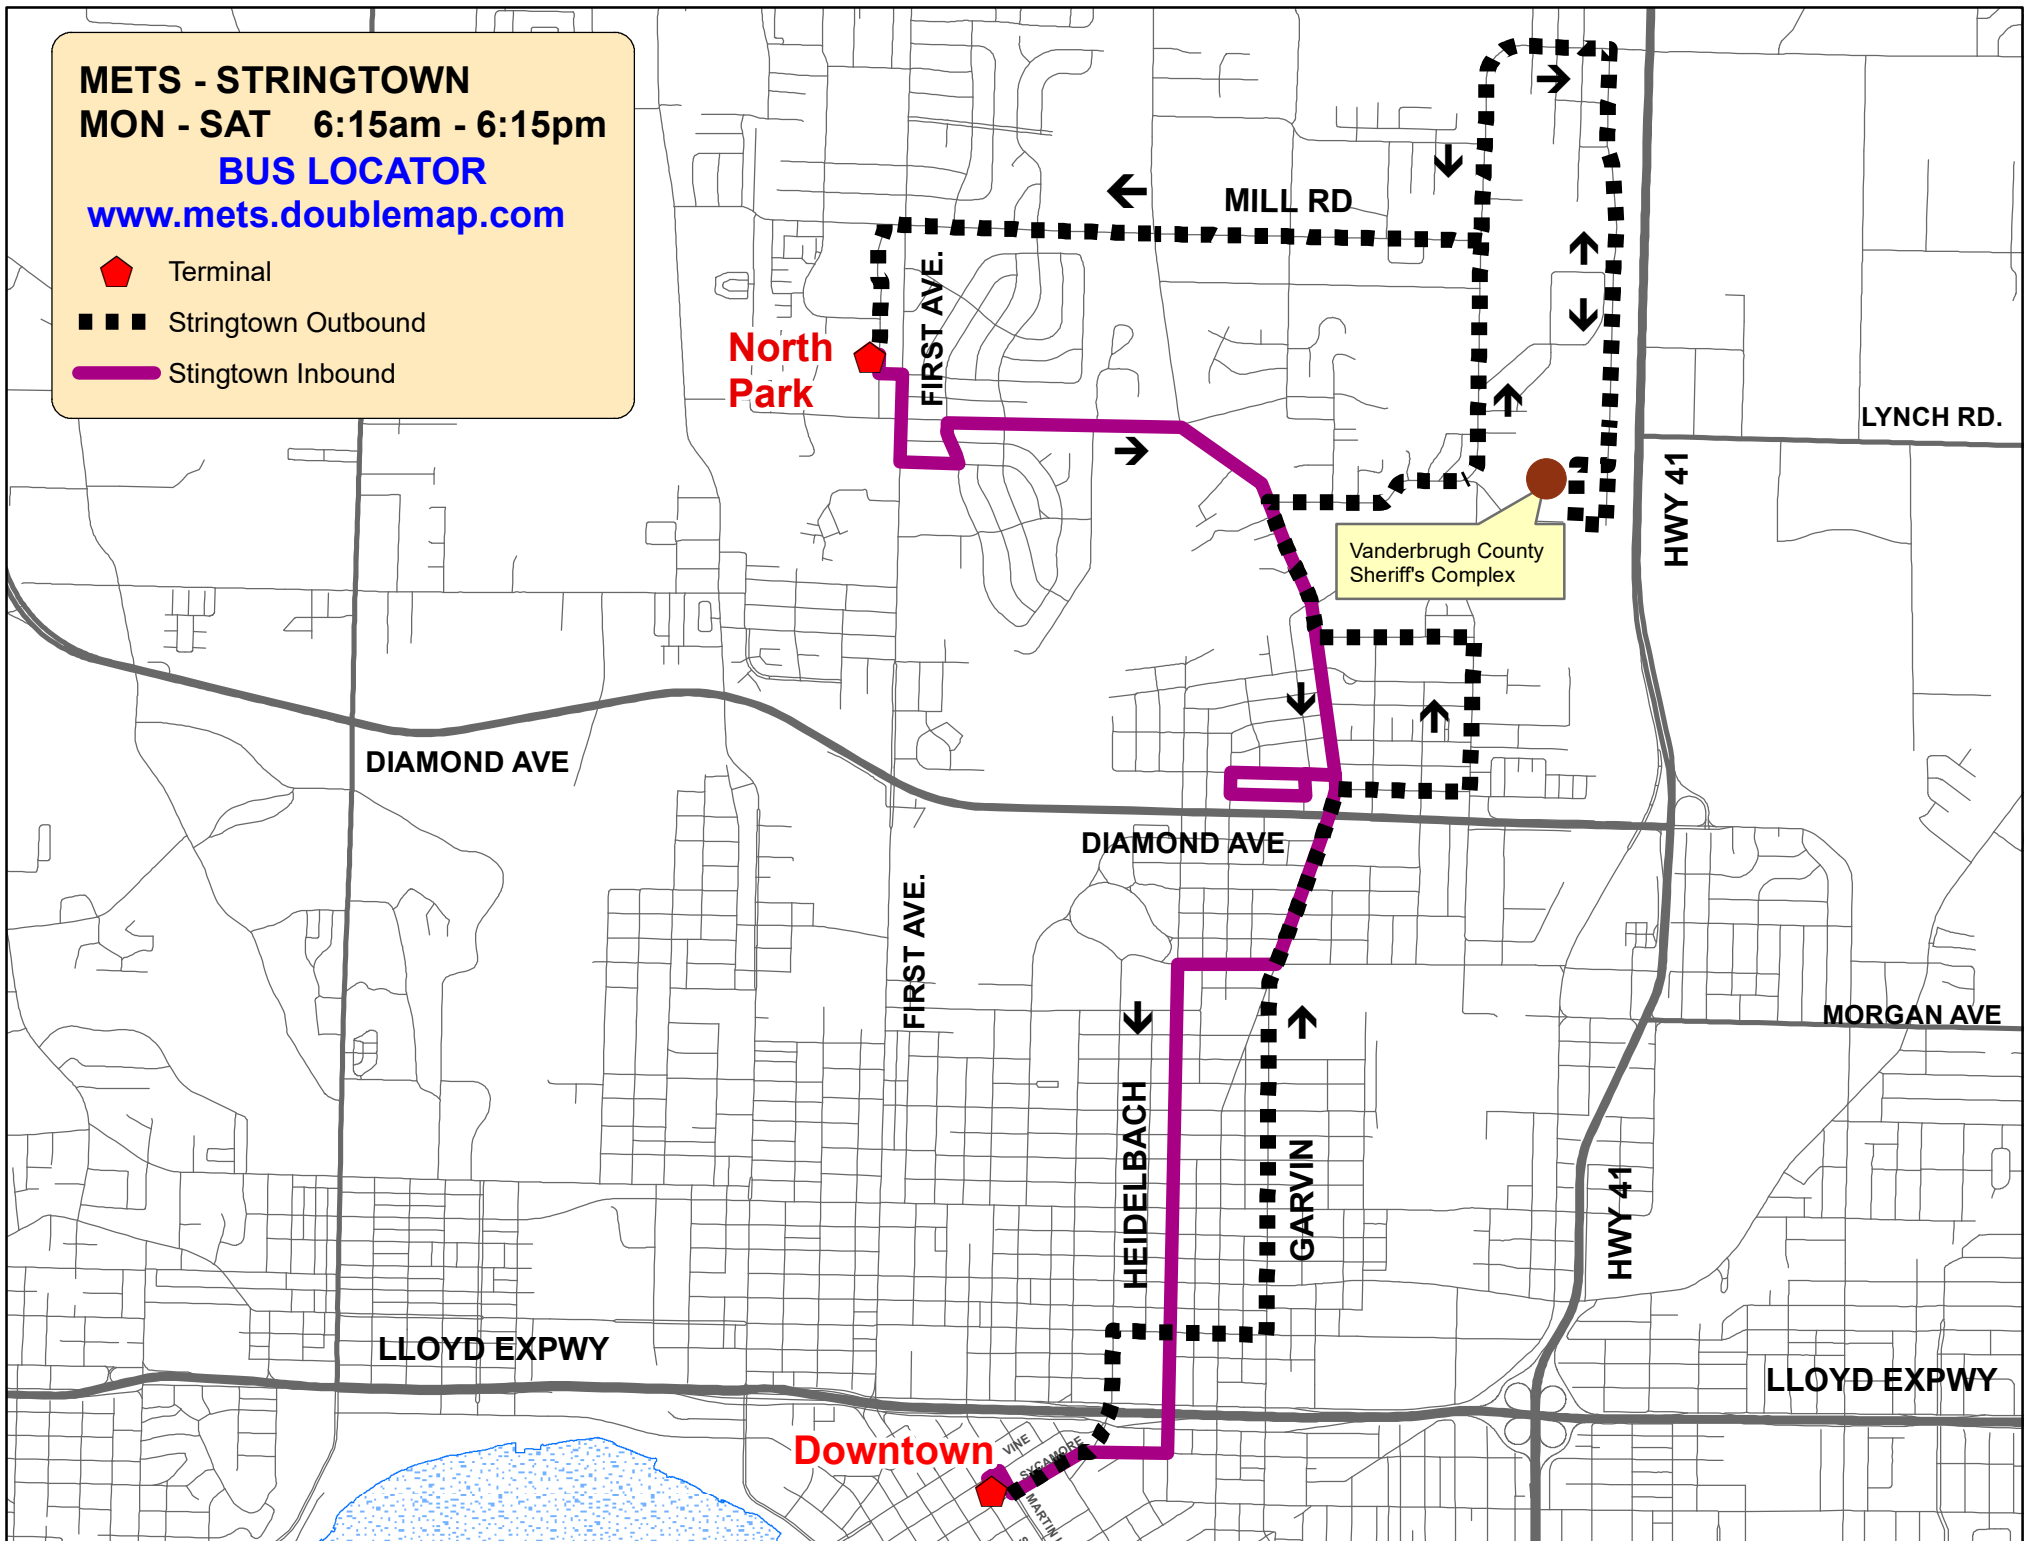 METS - STRINGTOWN
MON - SAT 6:15am - 6:15pm
BUS LOCATOR
www.mets.doublemap.com
Terminal
Stringtown Outbound
Stingtown Inbound
MILL RD
FIRST AVE.
North
Park
LYNCH RD.
HWY 41
Vanderbrugh County
Sheriff's Complex
DIAMOND AVE
DIAMOND AVE
FIRST AVE.
MORGAN AVE
HEIDELBACH
GARVIN
HWY 41
LLOYD EXPWY
LLOYD EXPWY
Downtown
VINE
SYCAMORE
MARTIN